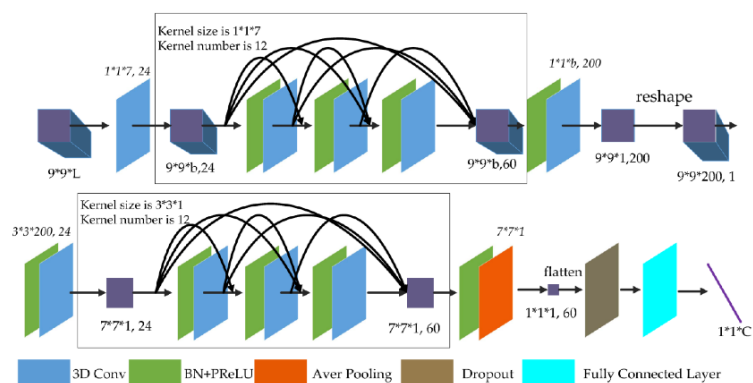 Kernel size is 1*1*7
Kernel number is 12
1*1*7, 24
1*1*b, 200
reshape
9*9*L
9*9*b,24
9*9*b,60
9*9*1,200
9*9*200, 1
Kernel size is 3*3*1
Kernel number is 12
3*3*200, 24
7*7*1
flatten
7*7*1, 24
7*7*1, 60
1*1*1, 60
1*1*C
3D Conv
BN+PReLU
Aver Pooling
Dropout
Fully Connected Layer